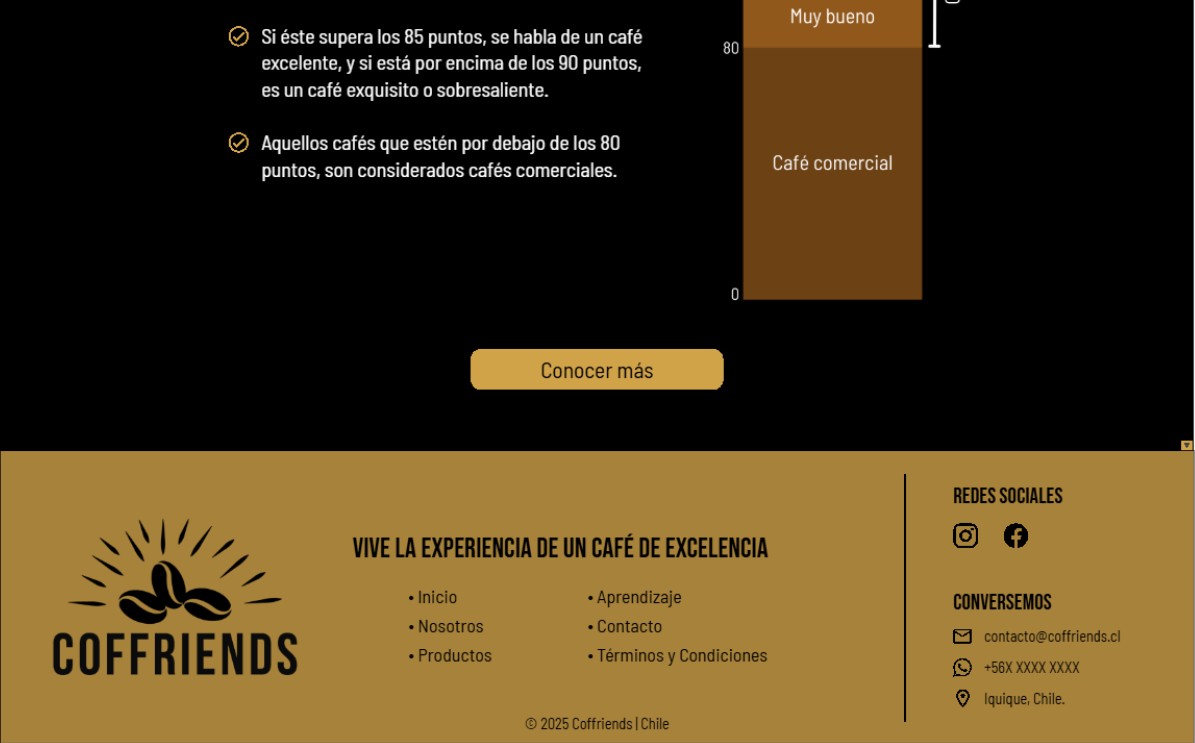 Si éste supera los 85 puntos, se habla de un café
excelente, y si está por encima de los 90 puntos,
es un café exquisito o sobresaliente.
Aquellos cafés que estén por debajo de los 80
puntos, son considerados cafés comerciales.
Muy bueno
80
Café comercial
0
Conocer más
COFFRIENDS
VIVE LA EXPERIENCIA DE UN CAFÉ DE EXCELENCIA
• Inicio
• Nosotros
• Productos
• Aprendizaje
• Contacto
• Términos y Condiciones
© 2025 Coffriends | Chile
REDES SOCIALES
CONVERSEMOS
contacto@coffriends.cl
+56X XXXX XXXX
Iquique, Chile.